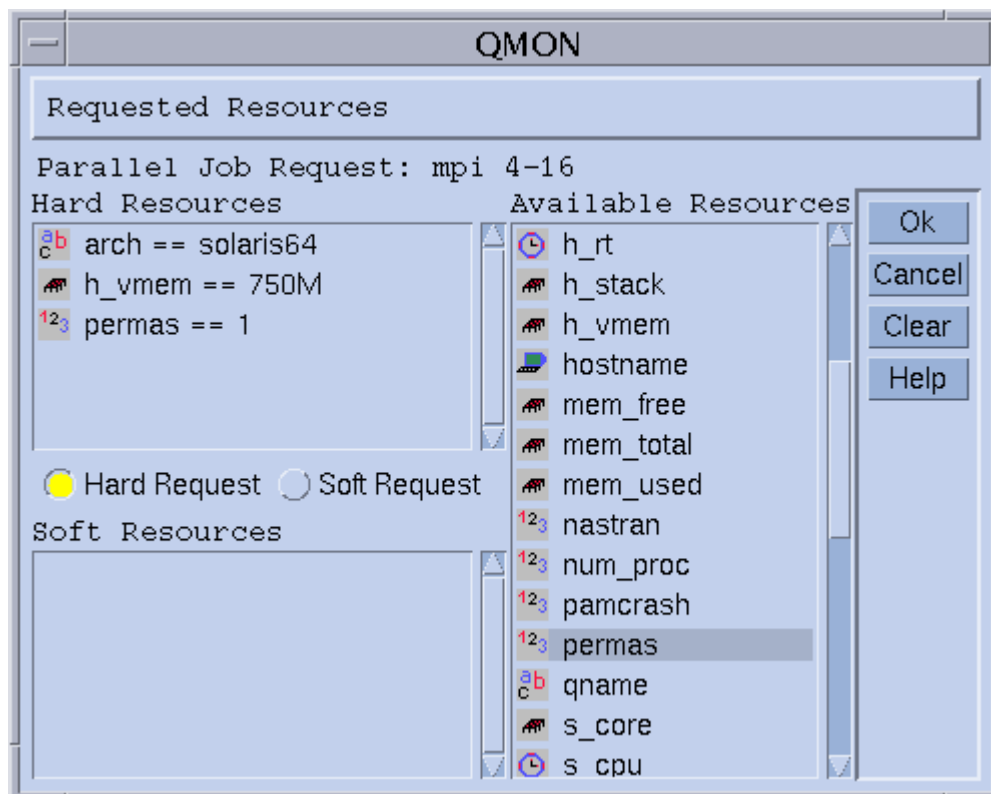 QMON
Requested Resources
Parallel Job Request: mpi 4-16
Hard Resources
arch == solaris64
h_vmem == 750M
permas == 1
Hard Request Soft Request
Soft Resources
Available Resources
h_rt
h_stack
h_vmem
hostname
mem_free
mem_total
mem_used
nastran
num_proc
pamcrash
permas
qname
s_core
s_cpu
Ok
Cancel
Clear
Help